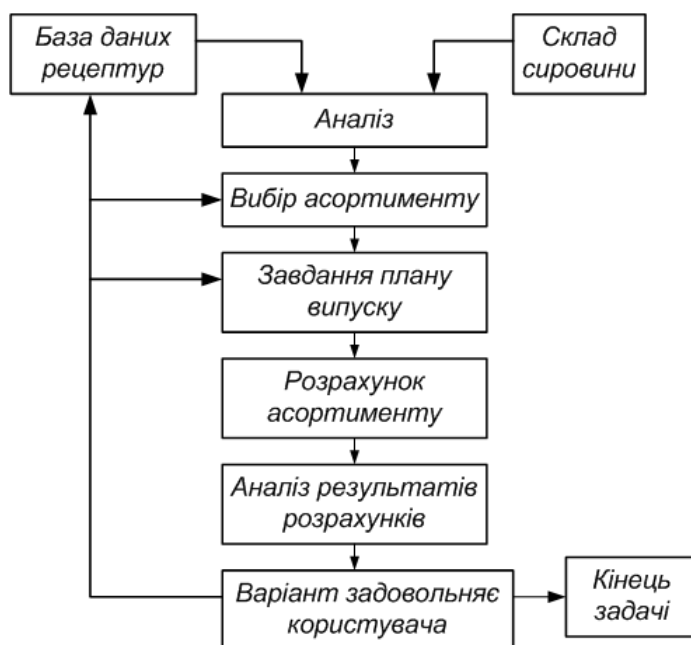 База даних
рецептур
Склад
сировини
Аналіз
Вибір асортименту
Завдання плану
випуску
Розрахунок
асортименту
Аналіз результатів
розрахунків
Варіант задовольняє
користувача
Кінець
задачі